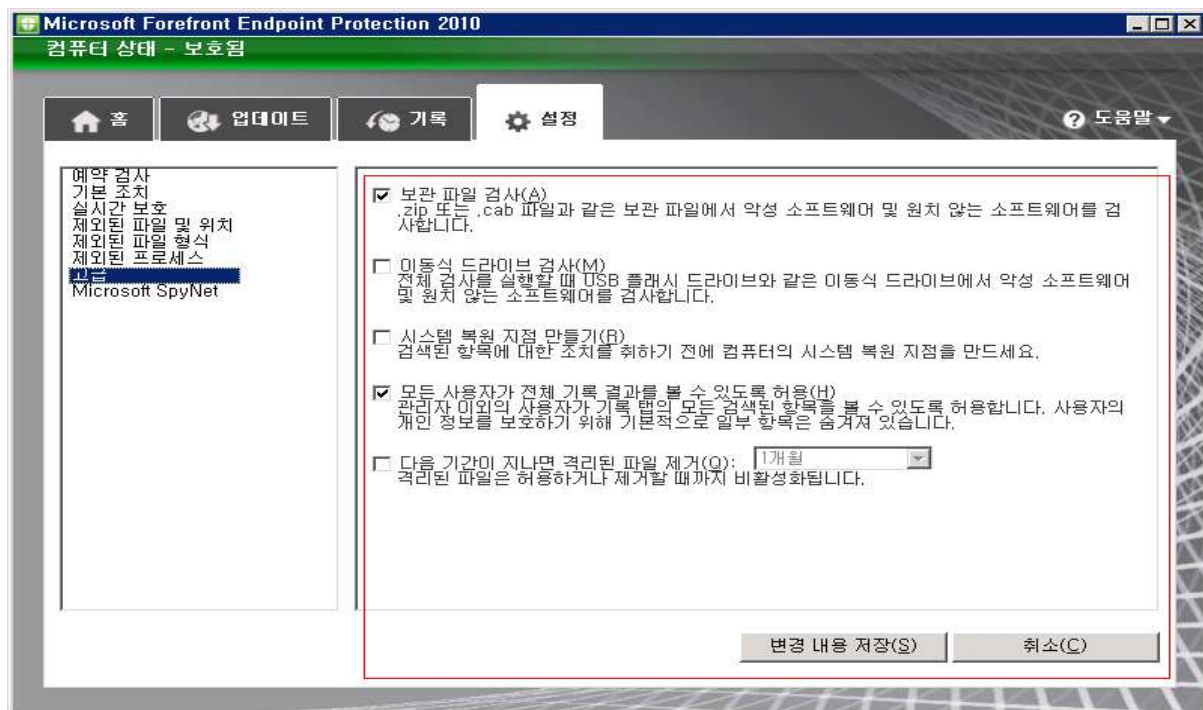 Microsoft Forefront Endpoint Protection 2010
컴퓨터 상태 - 보호됨
홈
업데이트
기록
설정
도움말
예약 검사
기본 조치
실시간 보호
제외된 파일 및 위치
제외된 파일 형식
제외된 프로세스
고급
Microsoft SpyNet
보관 파일 검사(A)
.zip 또는 .cab 파일과 같은 보관 파일에서 악성 소프트웨어 및 원치 않는 소프트웨어를 검
사합니다.
이동식 드라이브 검사(M)
전체 검사를 실행할 때 USB 플래시 드라이브와 같은 이동식 드라이브에서 악성 소프트웨어
및 원치 않는 소프트웨어를 검사합니다.
시스템 복원 지점 만들기(R)
검색된 항목에 대한 조치를 취하기 전에 컴퓨터의 시스템 복원 지점을 만드세요.
모든 사용자가 전체 기록 결과를 볼 수 있도록 허용(H)
관리자 이외의 사용자가 기록 탭의 모든 검색된 항목을 볼 수 있도록 허용합니다. 사용자의
개인 정보를 보호하기 위해 기본적으로 일부 항목은 숨겨져 있습니다.
다음 기간이 지나면 격리된 파일 제거(Q): 1개월
격리된 파일은 허용하거나 제거할 때까지 비활성화됩니다.
변경 내용 저장(S)
취소(C)